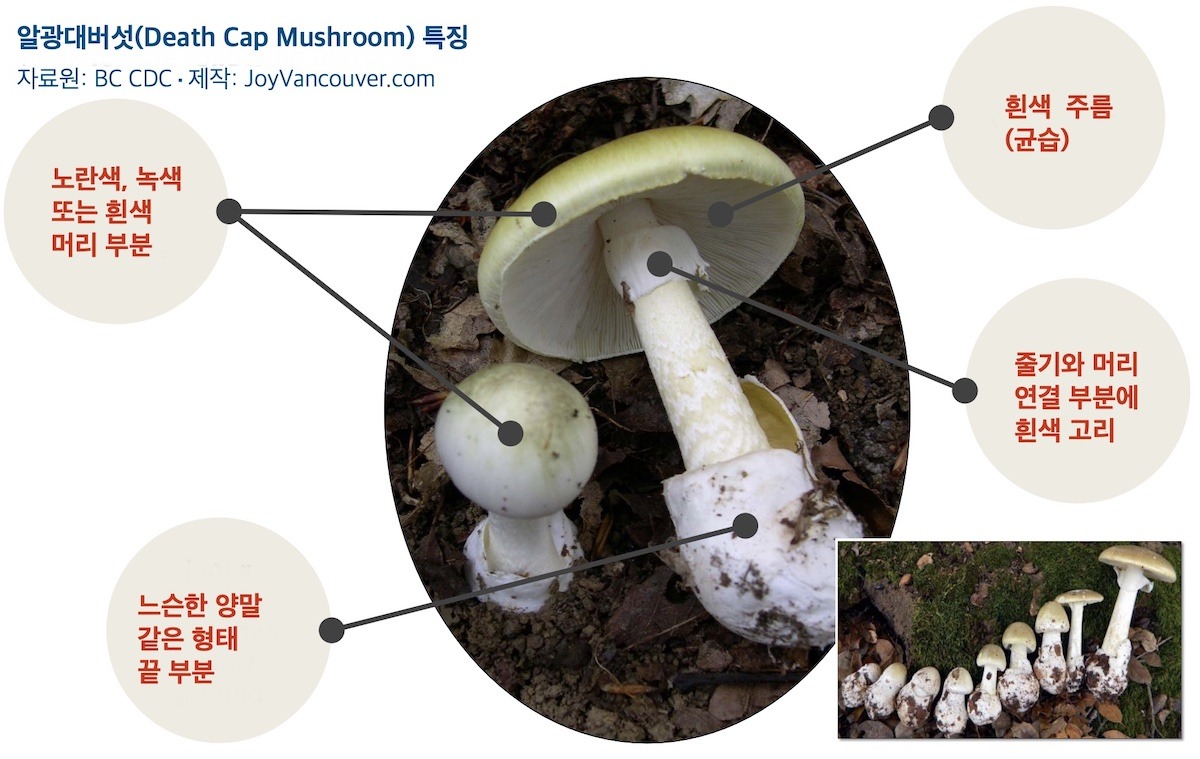 알광대버섯(Death Cap Mushroom) 특징
자료원: BC CDC · 제작: JoyVancouver.com
노란색, 녹색
또는 흰색
머리 부분
흰색 주름
(균습)
줄기와 머리
연결 부분에
흰색 고리
느슨한 양말
같은 형태
끝 부분